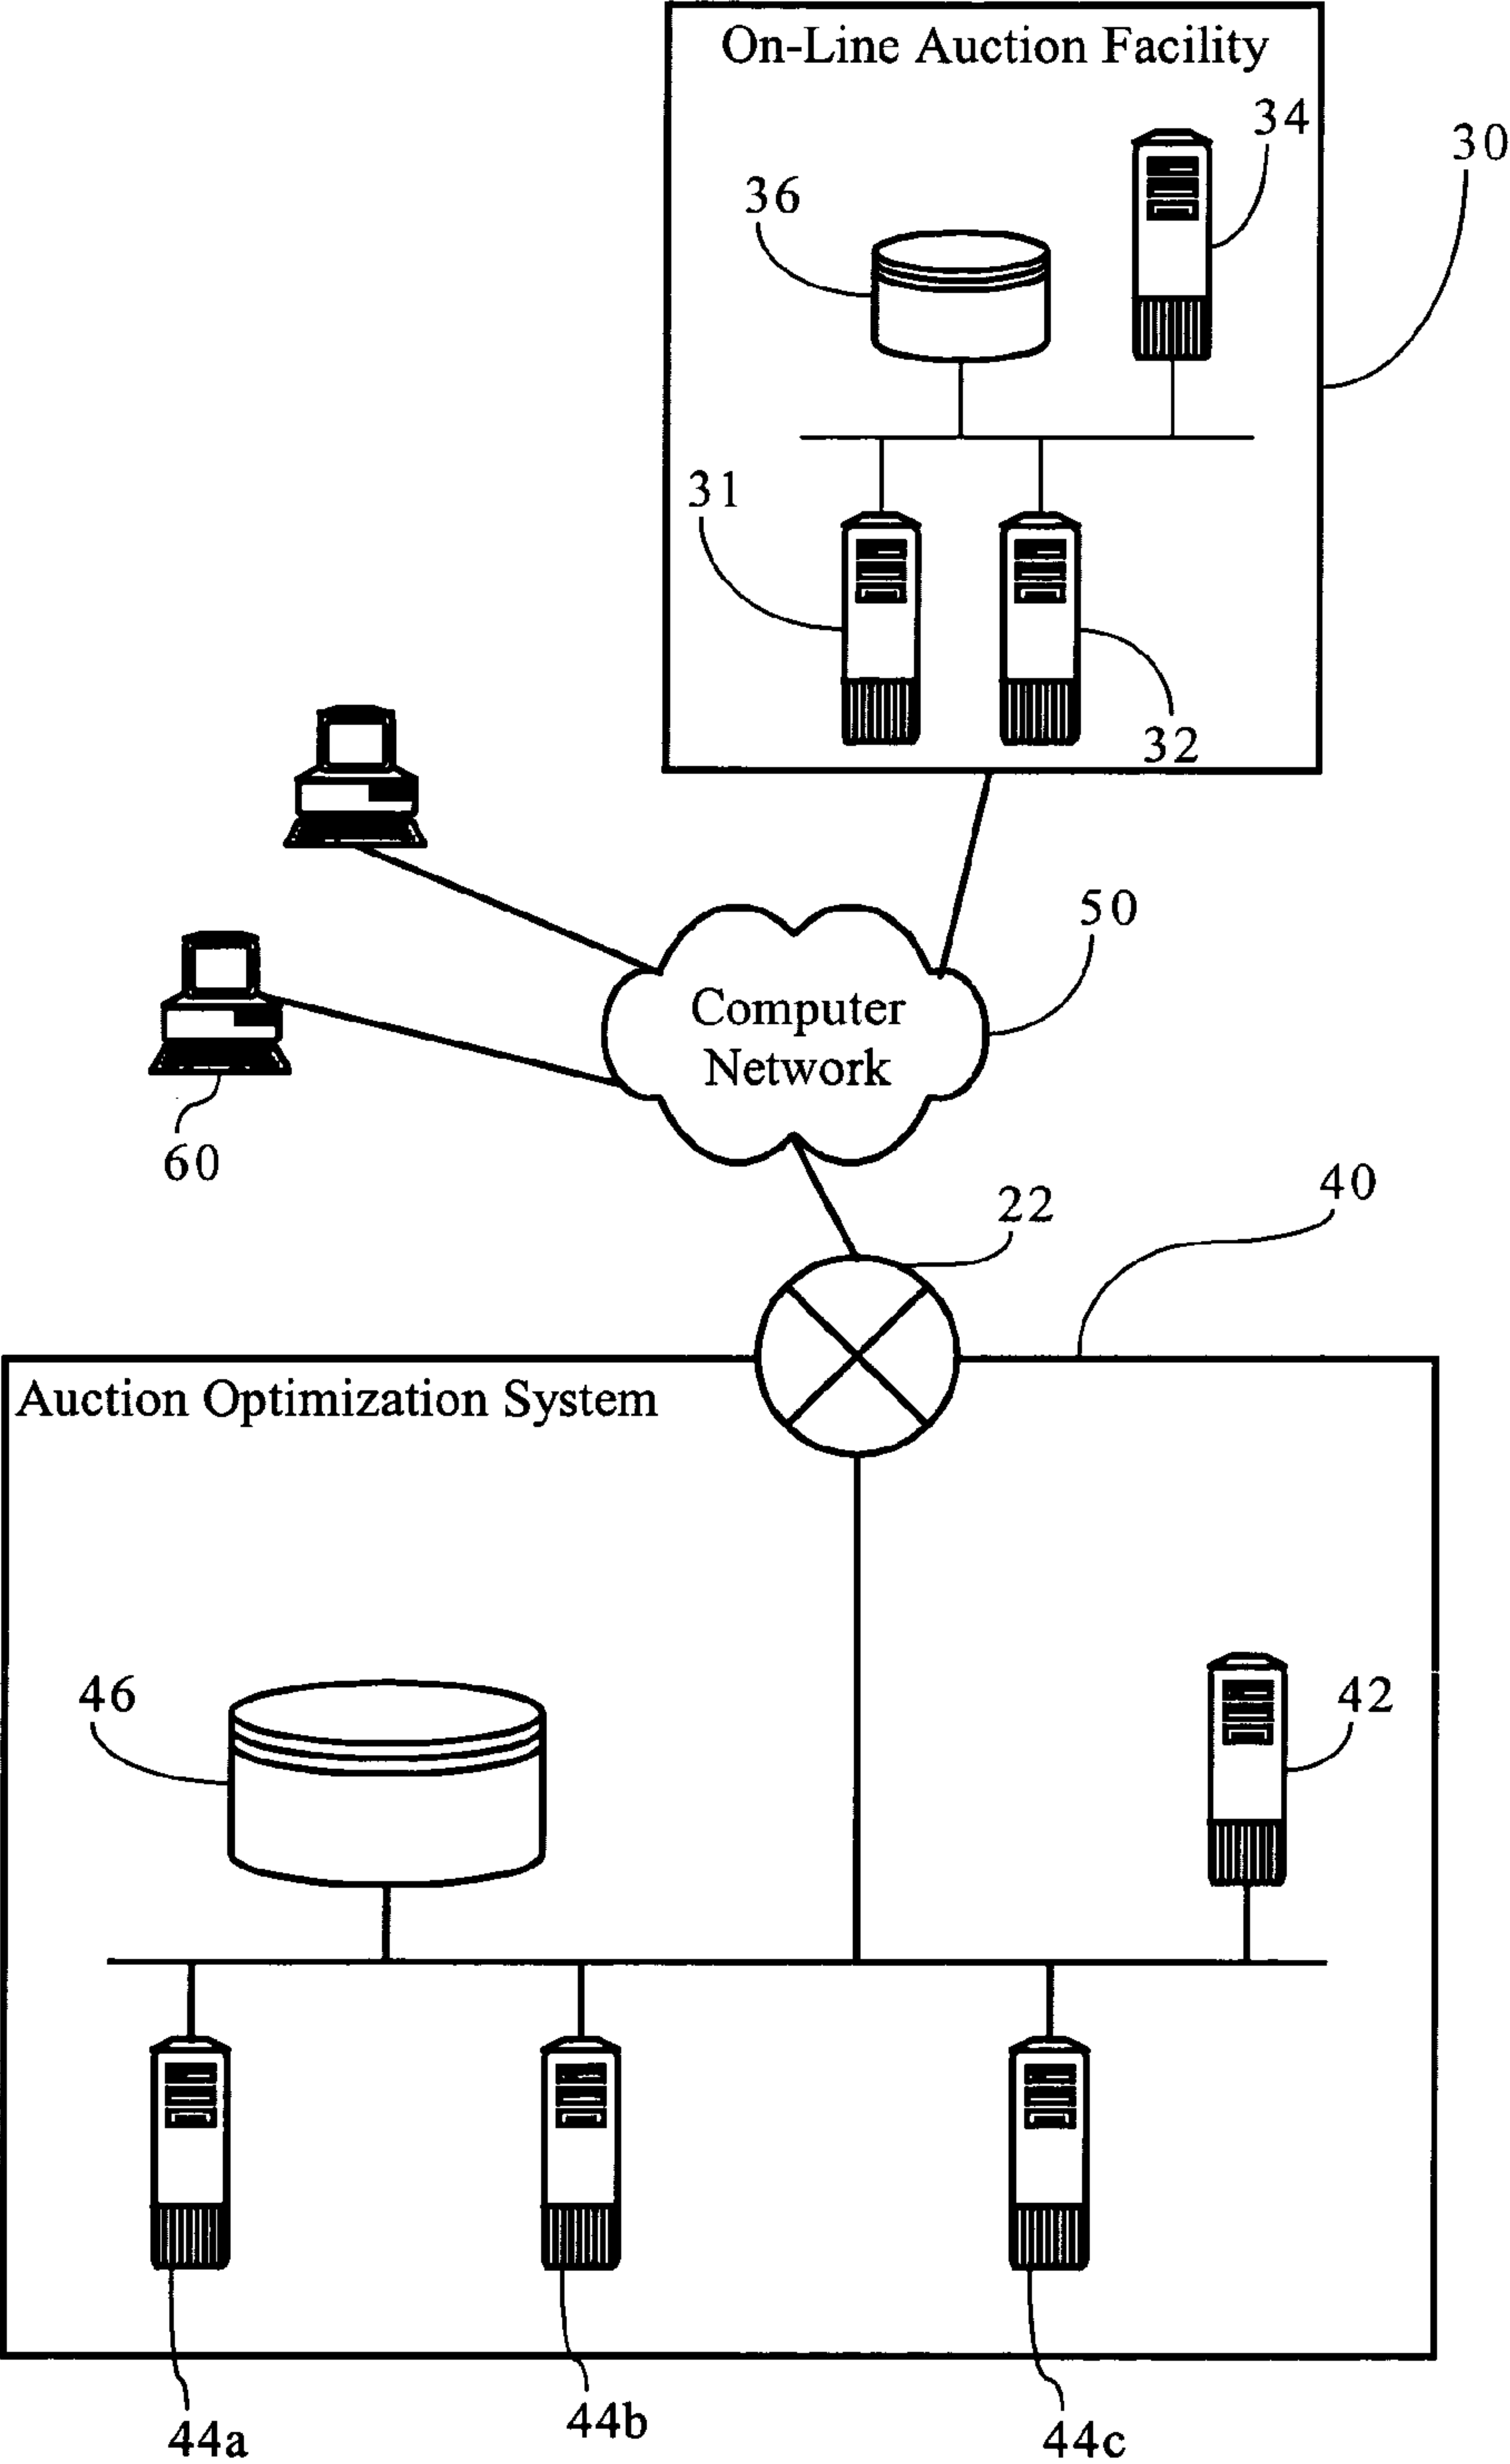 On-Line Auction Facility
34
30
36
31
32
50
Computer
Network
60
22
40
Auction Optimization System
46
42
44a
44b
44c